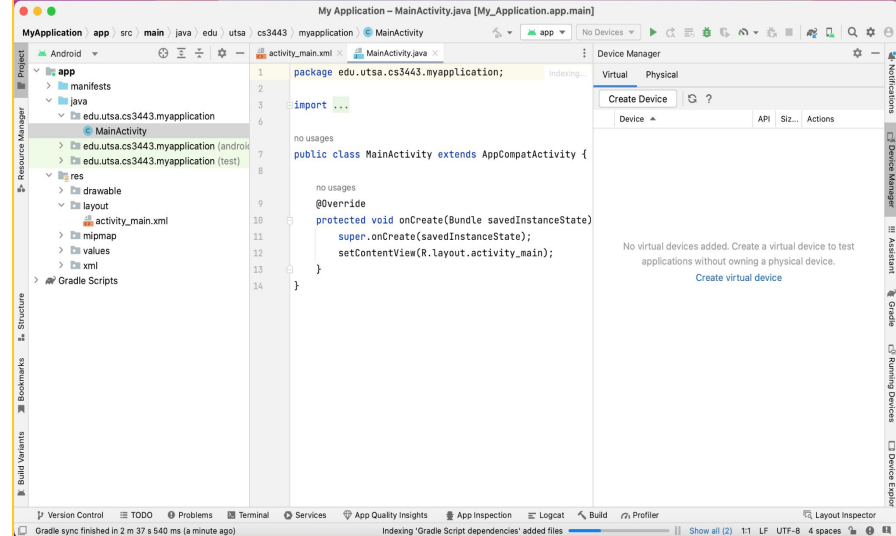 My Application – MainActivity.java [My_Application.app.main]
MyApplication app src main java edu utsa cs3443 myapplication MainActivity app No Devices
Project
Android
activity_main.xml
MainActivity.java
Device Manager
Notifications
app
manifests
java
edu.utsa.cs3443.myapplication
MainActivity
edu.utsa.cs3443.myapplication (androic
edu.utsa.cs3443.myapplication (test)
res
drawable
layout
activity_main.xml
mipmap
values
xml
Gradle Scripts
Resource Manager
Structure
Bookmarks
Build Variants
1 package edu.utsa.cs3443.myapplication; Indexing...
2
3 import ...
6
no usages
7 public class MainActivity extends AppCompatActivity {
8
no usages
9 @Override
10 protected void onCreate(Bundle savedInstanceState)
11 super.onCreate(savedInstanceState);
12 setContentView(R.layout.activity_main);
13 }
14 }
Virtual Physical
Create Device ?
Device API Siz... Actions
No virtual devices added. Create a virtual device to test
applications without owning a physical device.
Create virtual device
Device Manager
Assistant
Gradle
Running Devices
Device Explor
Version Control TODO Problems Terminal Services App Quality Insights App Inspection Logcat Build Profiler Layout Inspector
Gradle sync finished in 2 m 37 s 540 ms (a minute ago) Indexing 'Gradle Script dependencies' added files Show all (2) 1:1 LF UTF-8 4 spaces